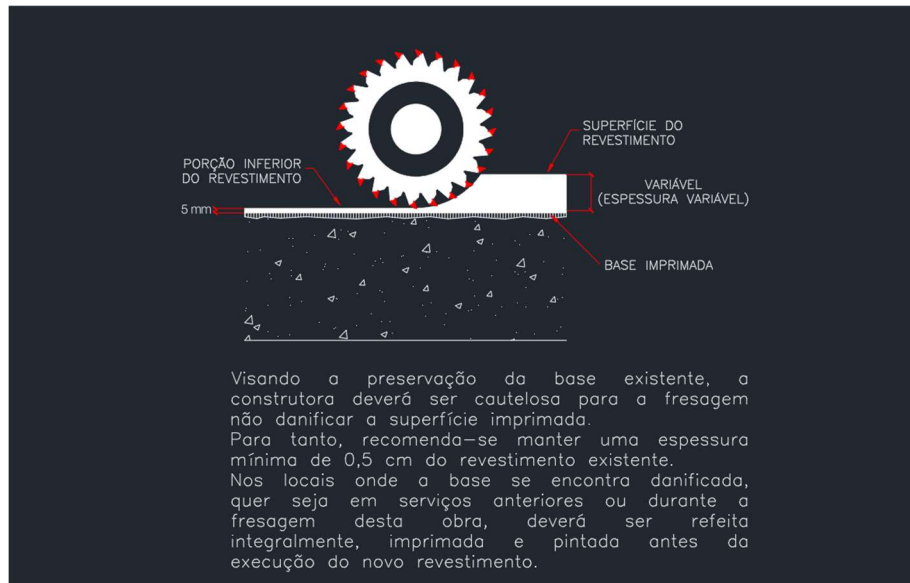 SUPERFÍCIE DO
REVESTIMENTO
PORÇÃO INFERIOR
DO REVESTIMENTO
VARIÁVEL
(ESPESSURA VARIÁVEL)
5 mm
BASE IMPRIMADA
Visando a preservação da base existente, a
construtora deverá ser cautelosa para a fresagem
não danificar a superfície imprimada.
Para tanto, recomenda-se manter uma espessura
mínima de 0,5 cm do revestimento existente.
Nos locais onde a base se encontra danificada,
quer seja em serviços anteriores ou durante a
fresagem desta obra, deverá ser refeita
integralmente, imprimada e pintada antes da
execução do novo revestimento.